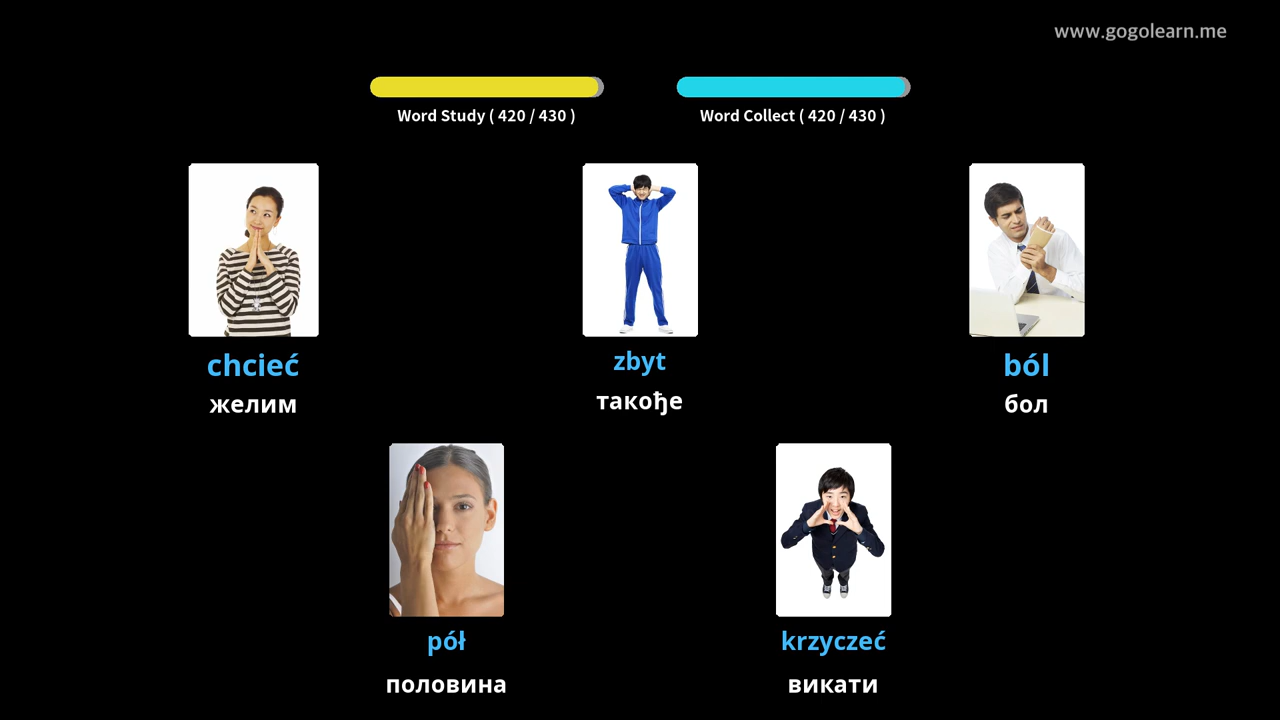 www.gogolearn.me
Word Study ( 420 / 430 )
Word Collect ( 420 / 430 )
chcieć
желим
zbyt
такође
ból
бол
pół
половина
krzyczeć
викати